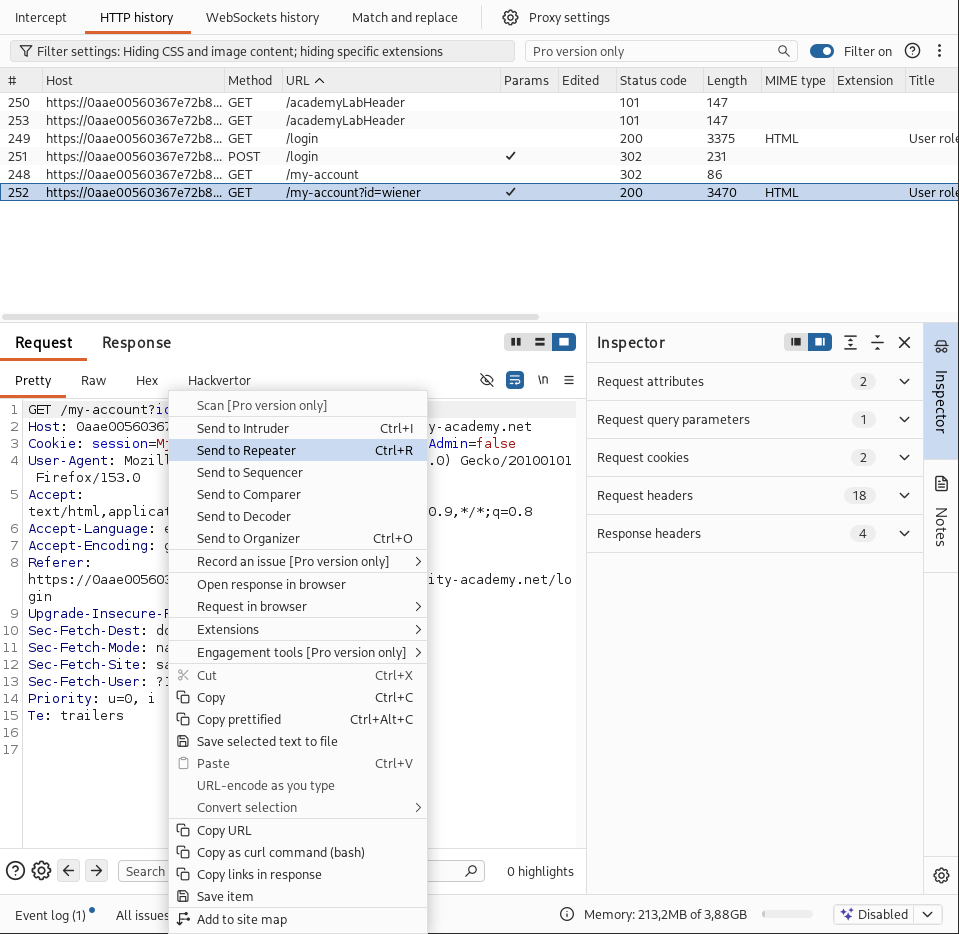 Intercept HTTP history WebSockets history Match and replace Proxy settings
Filter settings: Hiding CSS and image content; hiding specific extensions Pro version only Filter on
# Host Method URL Params Edited Status code Length MIME type Extension Title
250 https://0aae00560367e72b8... GET /academyLabHeader 101 147
253 https://0aae00560367e72b8... GET /academyLabHeader 101 147
249 https://0aae00560367e72b8... GET /login 200 3375 HTML User role
251 https://0aae00560367e72b8... POST /login ✓ 302 231
248 https://0aae00560367e72b8... GET /my-account 302 86
252 https://0aae00560367e72b8... GET /my-account?id=wiener ✓ 200 3470 HTML User role
Request Response
Pretty Raw Hex Hackvertor \n
1 GET /my-account?i
2 Host: 0aae0056036 y-academy.net
3 Cookie: session=M Admin=false
4 User-Agent: Mozill .0) Gecko/20100101
Firefox/153.0
5 Accept:
text/html,applicat 0.9,*/*;q=0.8
6 Accept-Language: e
7 Accept-Encoding: g
8 Referer:
https://0aae00560 ity-academy.net/lo
gin
9 Upgrade-Insecure-R
10 Sec-Fetch-Dest: do
11 Sec-Fetch-Mode: na
12 Sec-Fetch-Site: sa
13 Sec-Fetch-User: ?1
14 Priority: u=0, i
15 Te: trailers
16
17
Scan [Pro version only]
Send to Intruder Ctrl+I
Send to Repeater Ctrl+R
Send to Sequencer
Send to Comparer
Send to Decoder
Send to Organizer Ctrl+O
Record an issue [Pro version only]
Open response in browser
Request in browser
Extensions
Engagement tools [Pro version only]
Cut Ctrl+X
Copy Ctrl+C
Copy prettified Ctrl+Alt+C
Save selected text to file
Paste Ctrl+V
URL-encode as you type
Convert selection
Copy URL
Copy as curl command (bash)
Copy links in response
Save item
Add to site map
Inspector
Request attributes 2
Request query parameters 1
Request cookies 2
Request headers 18
Response headers 4
Inspector
Notes
Search 0 highlights
Event log (1) All issues Memory: 213,2MB of 3,88GB Disabled